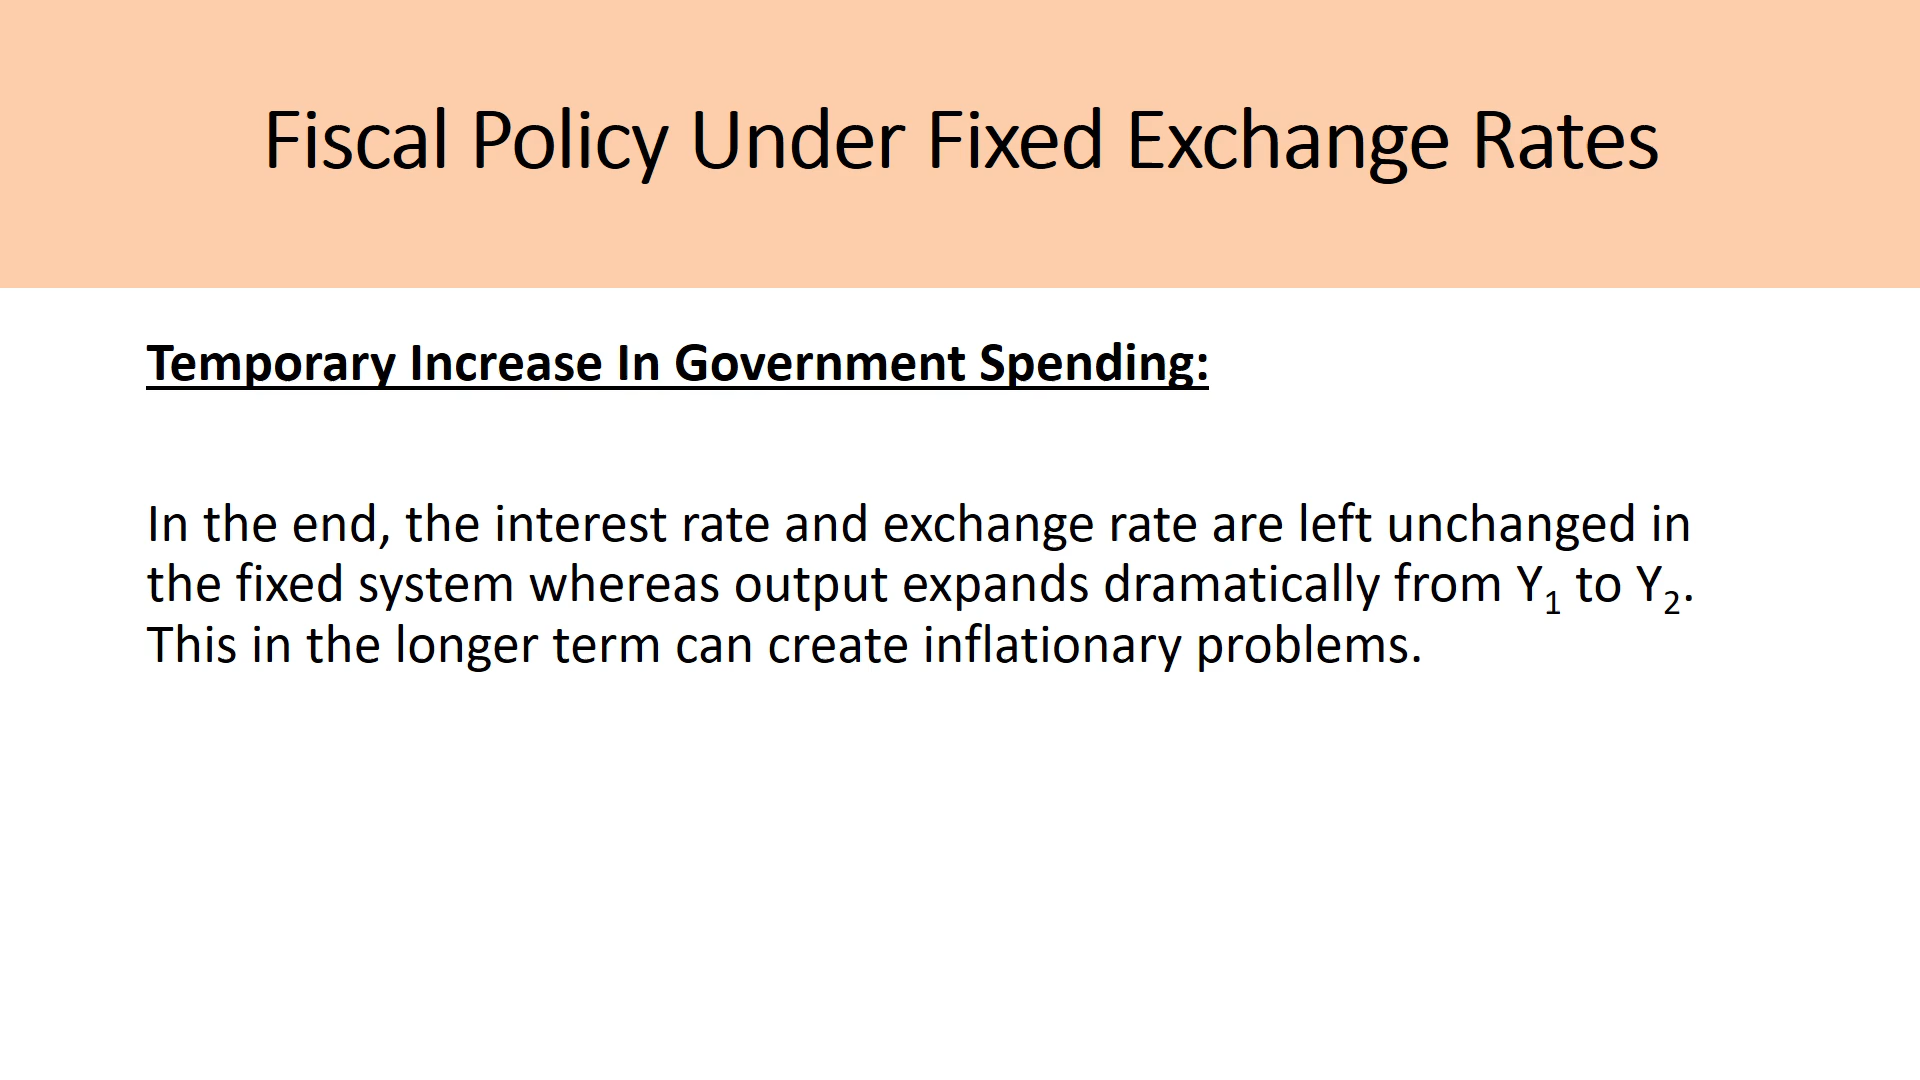 Fiscal Policy Under Fixed Exchange Rates
Temporary Increase In Government Spending:
In the end, the interest rate and exchange rate are left unchanged in
the fixed system whereas output expands dramatically from Y₁ to Y₂.
This in the longer term can create inflationary problems.